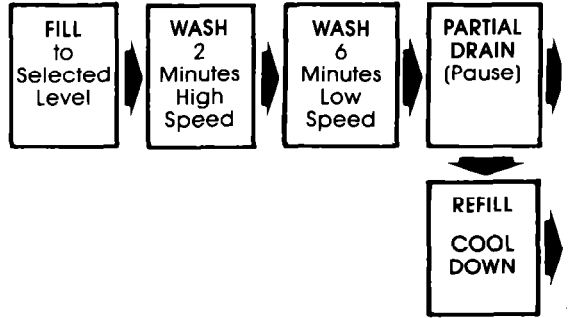 FILL
to
Selected
Level
WASH
2
Minutes
High
Speed
WASH
6
Minutes
Low
Speed
PARTIAL
DRAIN
(Pause)
REFILL
COOL
DOWN